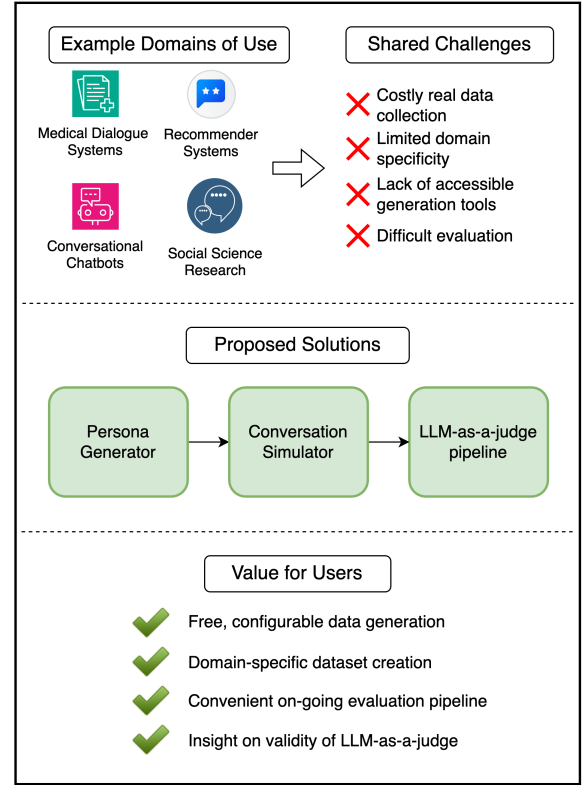 Example Domains of Use
Medical Dialogue
Systems
Recommender
Systems
Conversational
Chatbots
Social Science
Research
Shared Challenges
Costly real data
collection
Limited domain
specificity
Lack of accessible
generation tools
Difficult evaluation
Proposed Solutions
Persona
Generator
Conversation
Simulator
LLM-as-a-judge
pipeline
Value for Users
Free, configurable data generation
Domain-specific dataset creation
Convenient on-going evaluation pipeline
Insight on validity of LLM-as-a-judge